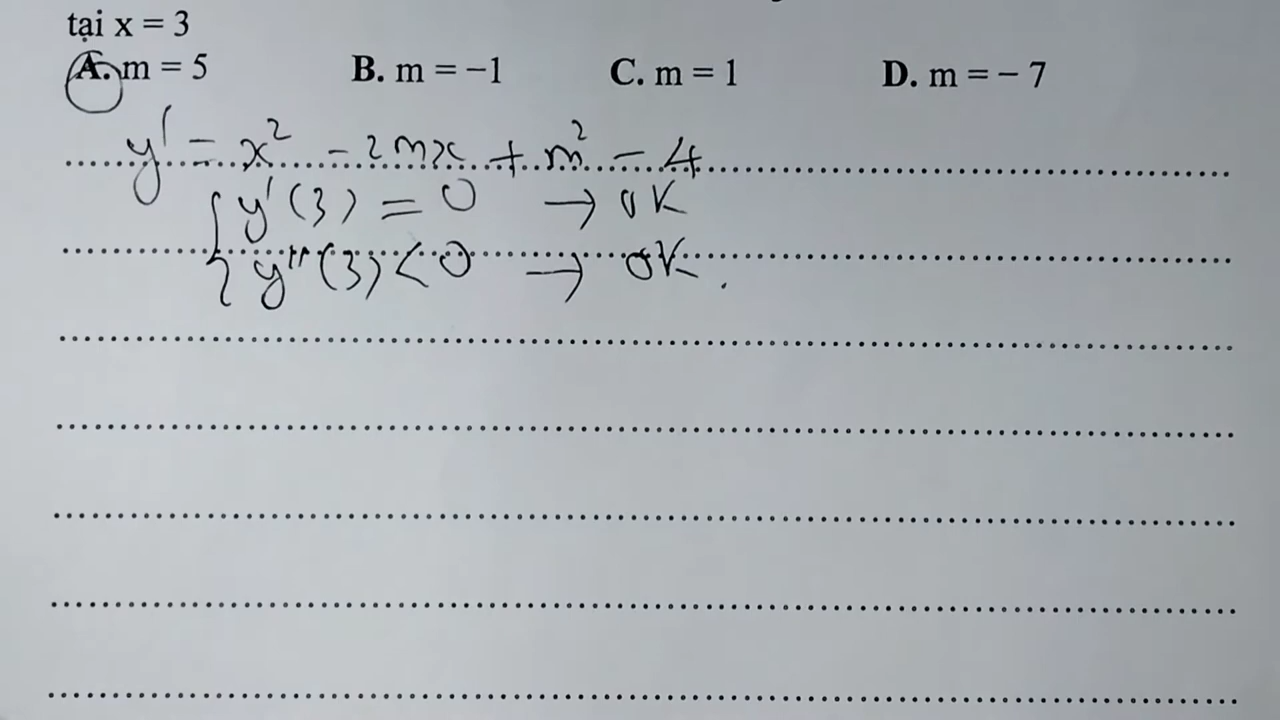 tại x = 3
A. m = 5 B. m = −1 C. m = 1 D. m = − 7
y' = x² − 2mx + m² − 4
{ y'(3) = 0 → OK
y''(3) < 0 → OK.